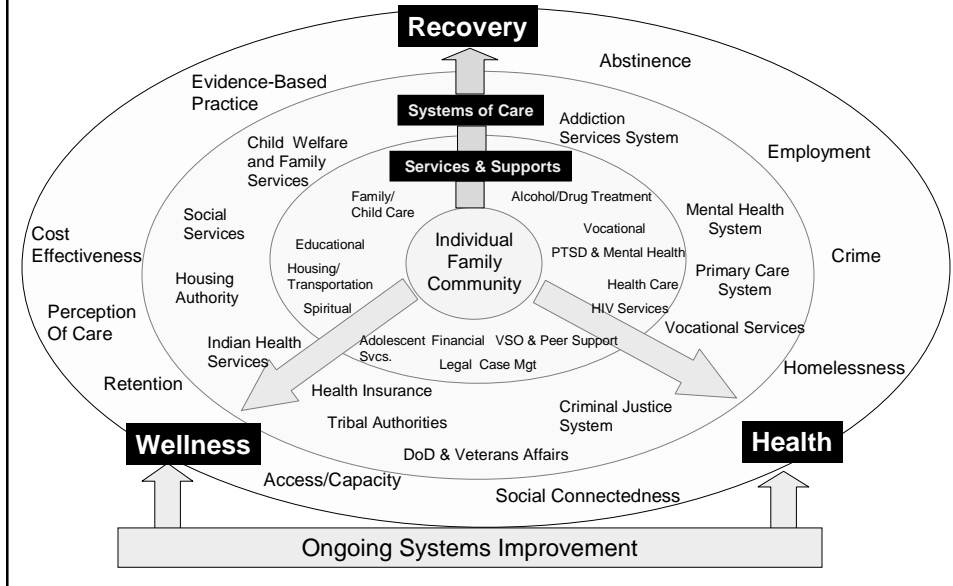 Recovery
Abstinence
Evidence-Based
Practice
Systems of Care
Addiction
Services System
Child Welfare
and Family
Services
Employment
Services & Supports
Family/
Child Care
Alcohol/Drug Treatment
Social
Services
Mental Health
System
Cost
Effectiveness
Educational
Individual
Family
Community
Vocational
PTSD & Mental Health
Crime
Housing
Authority
Housing/
Transportation
Health Care
Primary Care
System
Perception
Of Care
Spiritual
HIV Services
Vocational Services
Indian Health
Services
Adolescent
Svcs.
Financial
VSO & Peer Support
Legal Case Mgt
Homelessness
Retention
Health Insurance
Tribal Authorities
Criminal Justice
System
Wellness
Health
DoD & Veterans Affairs
Access/Capacity
Social Connectedness
Ongoing Systems Improvement